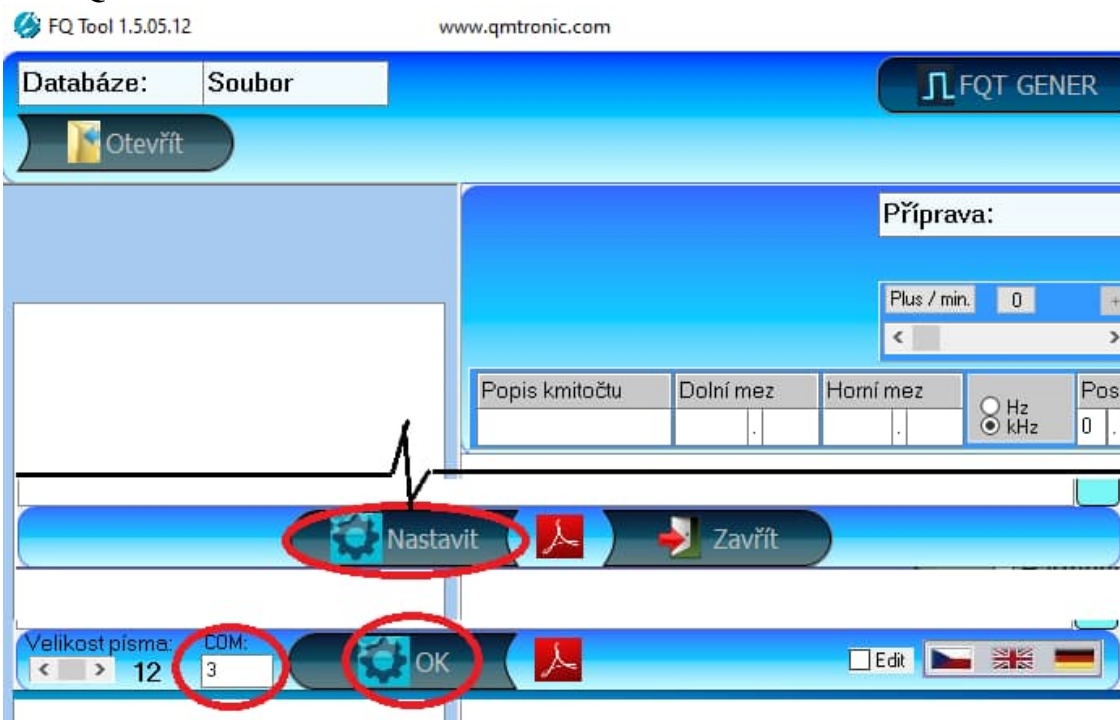 FQ Tool 1.5.05.12 www.qmtronic.com
Databáze: Soubor
FQT GENER
Otevřít
Příprava:
Plus / min. 0 +
Popis kmitočtu Dolní mez Horní mez Hz Pos
. . kHz 0 .
Nastavit Zavřít
Velikost písma: COM:
12 3 OK Edit